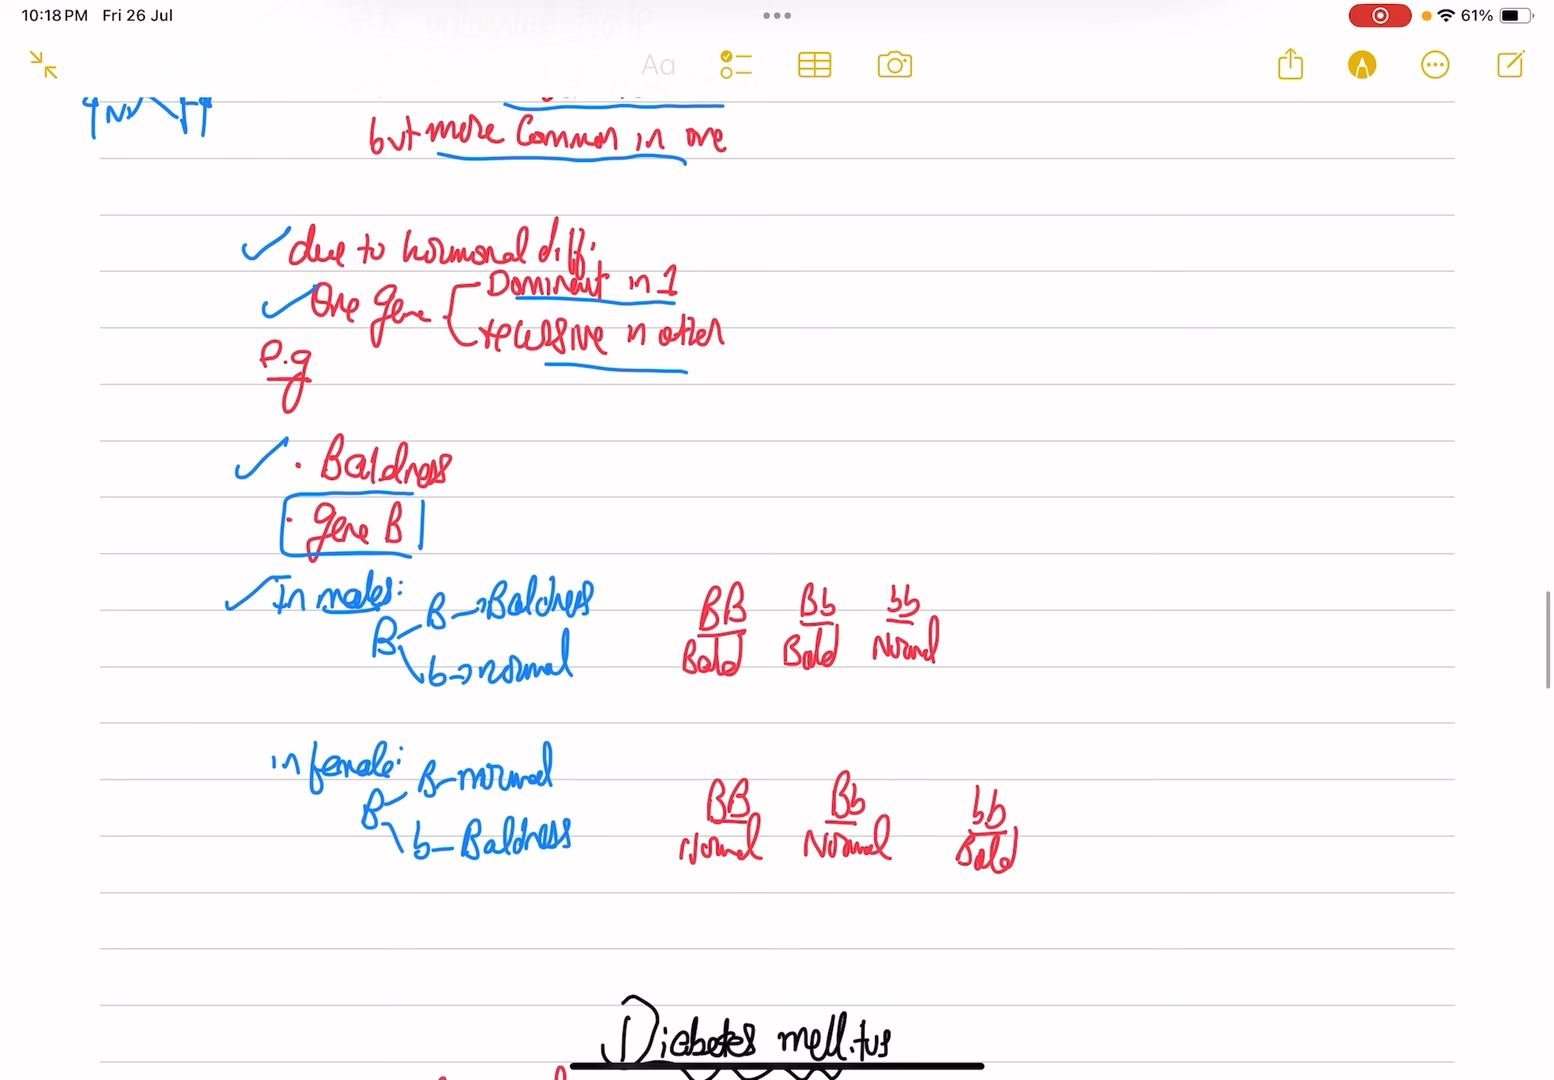 10:18 PM Fri 26 Jul
61%
Aa
but more Common in one
due to hormonal diff:
One gene
Dominant in 1
recessive in other
e.g
· Baldness
· gene B
In males:
B
B → Baldness
b → normal
BB Bb bb
Bald Bald Normal
in female:
B
B - normal
b - Baldness
BB Bb bb
Normal Normal Bald
Diabetes mellitus